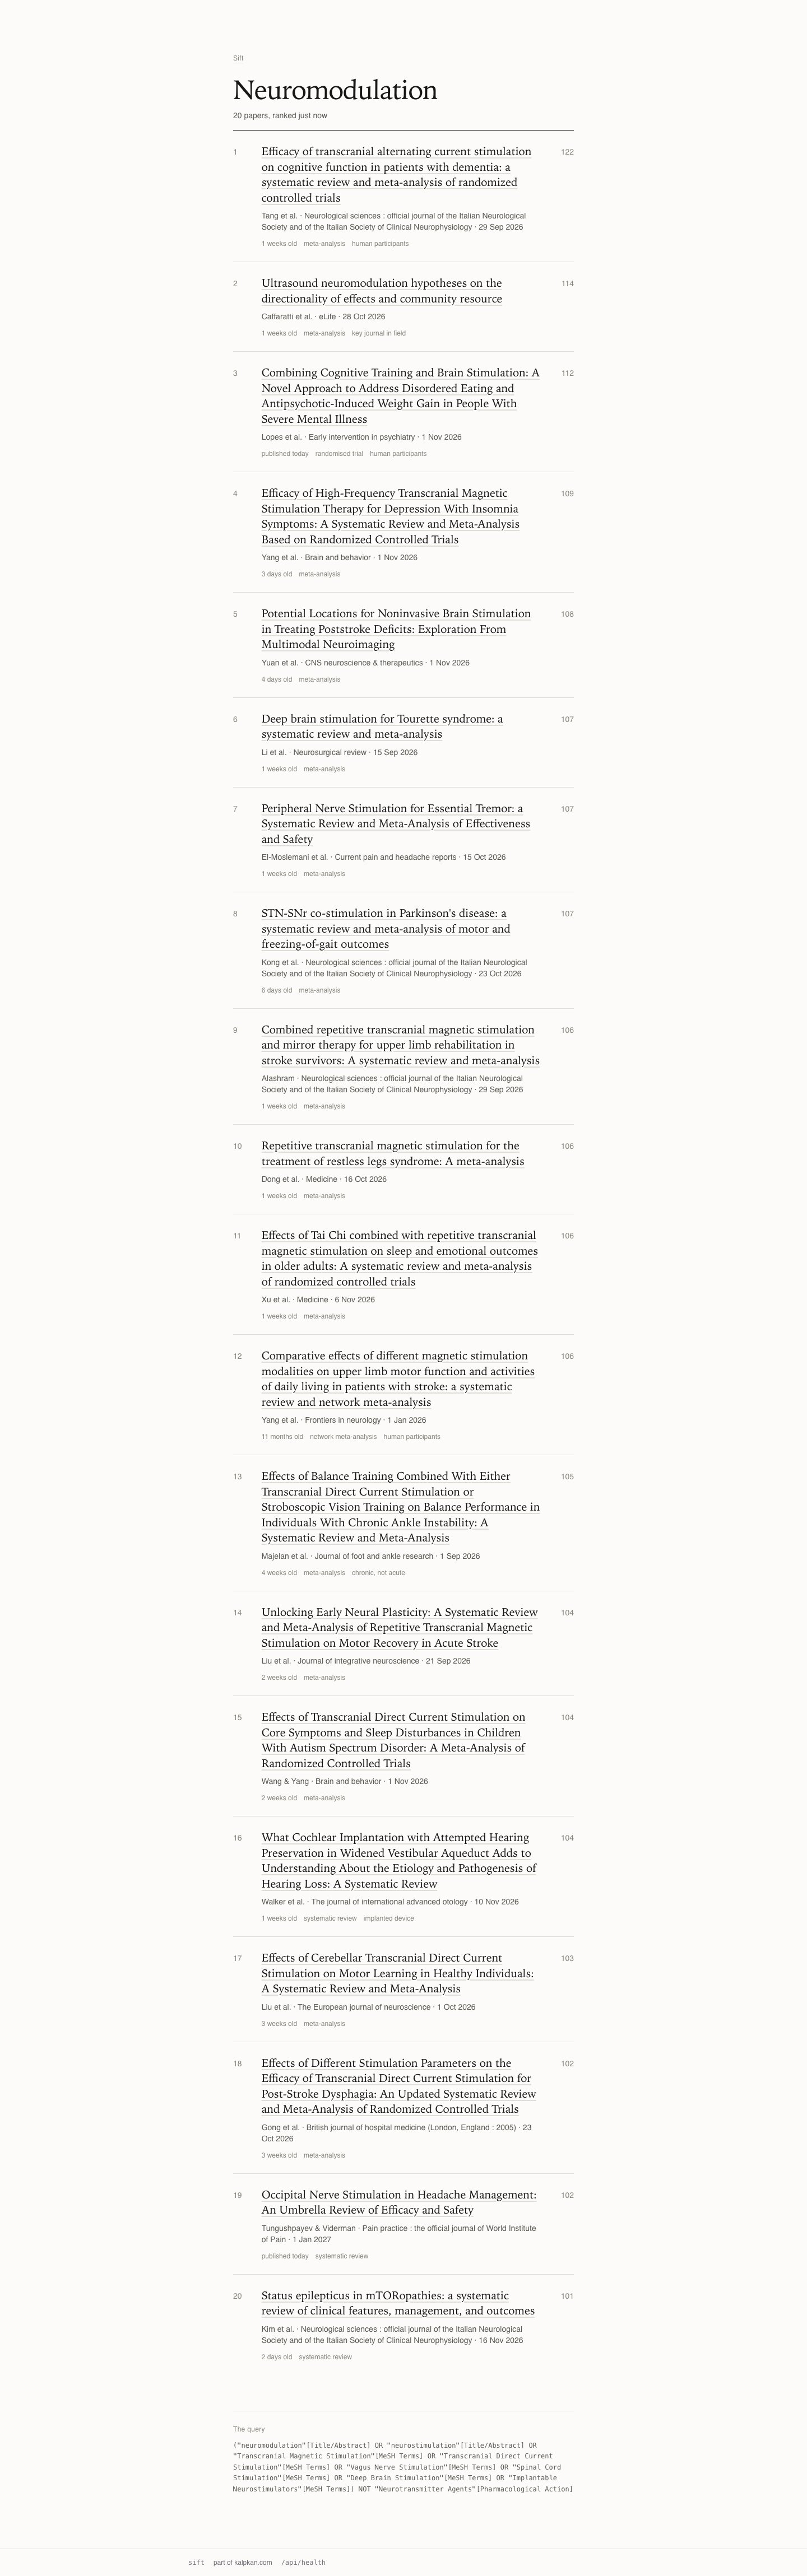 Sift
Neuromodulation
20 papers, ranked just now
1
Efficacy of transcranial alternating current stimulation
on cognitive function in patients with dementia: a
systematic review and meta-analysis of randomized
controlled trials
122
Tang et al. · Neurological sciences : official journal of the Italian Neurological
Society and of the Italian Society of Clinical Neurophysiology · 29 Sep 2026
1 weeks old meta-analysis human participants
2
Ultrasound neuromodulation hypotheses on the
directionality of effects and community resource
114
Caffaratti et al. · eLife · 28 Oct 2026
1 weeks old meta-analysis key journal in field
3
Combining Cognitive Training and Brain Stimulation: A
Novel Approach to Address Disordered Eating and
Antipsychotic-Induced Weight Gain in People With
Severe Mental Illness
112
Lopes et al. · Early intervention in psychiatry · 1 Nov 2026
published today randomised trial human participants
4
Efficacy of High-Frequency Transcranial Magnetic
Stimulation Therapy for Depression With Insomnia
Symptoms: A Systematic Review and Meta-Analysis
Based on Randomized Controlled Trials
109
Yang et al. · Brain and behavior · 1 Nov 2026
3 days old meta-analysis
5
Potential Locations for Noninvasive Brain Stimulation
in Treating Poststroke Deficits: Exploration From
Multimodal Neuroimaging
108
Yuan et al. · CNS neuroscience & therapeutics · 1 Nov 2026
4 days old meta-analysis
6
Deep brain stimulation for Tourette syndrome: a
systematic review and meta-analysis
107
Li et al. · Neurosurgical review · 15 Sep 2026
1 weeks old meta-analysis
7
Peripheral Nerve Stimulation for Essential Tremor: a
Systematic Review and Meta-Analysis of Effectiveness
and Safety
107
El-Moslemani et al. · Current pain and headache reports · 15 Oct 2026
1 weeks old meta-analysis
8
STN-SNr co-stimulation in Parkinson's disease: a
systematic review and meta-analysis of motor and
freezing-of-gait outcomes
107
Kong et al. · Neurological sciences : official journal of the Italian Neurological
Society and of the Italian Society of Clinical Neurophysiology · 23 Oct 2026
6 days old meta-analysis
9
Combined repetitive transcranial magnetic stimulation
and mirror therapy for upper limb rehabilitation in
stroke survivors: A systematic review and meta-analysis
106
Alashram · Neurological sciences : official journal of the Italian Neurological
Society and of the Italian Society of Clinical Neurophysiology · 29 Sep 2026
1 weeks old meta-analysis
10
Repetitive transcranial magnetic stimulation for the
treatment of restless legs syndrome: A meta-analysis
106
Dong et al. · Medicine · 16 Oct 2026
1 weeks old meta-analysis
11
Effects of Tai Chi combined with repetitive transcranial
magnetic stimulation on sleep and emotional outcomes
in older adults: A systematic review and meta-analysis
of randomized controlled trials
106
Xu et al. · Medicine · 6 Nov 2026
1 weeks old meta-analysis
12
Comparative effects of different magnetic stimulation
modalities on upper limb motor function and activities
of daily living in patients with stroke: a systematic
review and network meta-analysis
106
Yang et al. · Frontiers in neurology · 1 Jan 2026
11 months old network meta-analysis human participants
13
Effects of Balance Training Combined With Either
Transcranial Direct Current Stimulation or
Stroboscopic Vision Training on Balance Performance in
Individuals With Chronic Ankle Instability: A
Systematic Review and Meta-Analysis
105
Majelan et al. · Journal of foot and ankle research · 1 Sep 2026
4 weeks old meta-analysis chronic, not acute
14
Unlocking Early Neural Plasticity: A Systematic Review
and Meta-Analysis of Repetitive Transcranial Magnetic
Stimulation on Motor Recovery in Acute Stroke
104
Liu et al. · Journal of integrative neuroscience · 21 Sep 2026
2 weeks old meta-analysis
15
Effects of Transcranial Direct Current Stimulation on
Core Symptoms and Sleep Disturbances in Children
With Autism Spectrum Disorder: A Meta-Analysis of
Randomized Controlled Trials
104
Wang & Yang · Brain and behavior · 1 Nov 2026
2 weeks old meta-analysis
16
What Cochlear Implantation with Attempted Hearing
Preservation in Widened Vestibular Aqueduct Adds to
Understanding About the Etiology and Pathogenesis of
Hearing Loss: A Systematic Review
104
Walker et al. · The journal of international advanced otology · 10 Nov 2026
1 weeks old systematic review implanted device
17
Effects of Cerebellar Transcranial Direct Current
Stimulation on Motor Learning in Healthy Individuals:
A Systematic Review and Meta-Analysis
103
Liu et al. · The European journal of neuroscience · 1 Oct 2026
3 weeks old meta-analysis
18
Effects of Different Stimulation Parameters on the
Efficacy of Transcranial Direct Current Stimulation for
Post-Stroke Dysphagia: An Updated Systematic Review
and Meta-Analysis of Randomized Controlled Trials
102
Gong et al. · British journal of hospital medicine (London, England : 2005) · 23
Oct 2026
3 weeks old meta-analysis
19
Occipital Nerve Stimulation in Headache Management:
An Umbrella Review of Efficacy and Safety
102
Tungushpayev & Viderman · Pain practice : the official journal of World Institute
of Pain · 1 Jan 2027
published today systematic review
20
Status epilepticus in mTORopathies: a systematic
review of clinical features, management, and outcomes
101
Kim et al. · Neurological sciences : official journal of the Italian Neurological
Society and of the Italian Society of Clinical Neurophysiology · 16 Nov 2026
2 days old systematic review
The query
("neuromodulation"[Title/Abstract] OR "neurostimulation"[Title/Abstract] OR
"Transcranial Magnetic Stimulation"[MeSH Terms] OR "Transcranial Direct Current
Stimulation"[MeSH Terms] OR "Vagus Nerve Stimulation"[MeSH Terms] OR "Spinal Cord
Stimulation"[MeSH Terms] OR "Deep Brain Stimulation"[MeSH Terms] OR "Implantable
Neurostimulators"[MeSH Terms]) NOT "Neurotransmitter Agents"[Pharmacological Action]
sift part of kalpkan.com /api/health